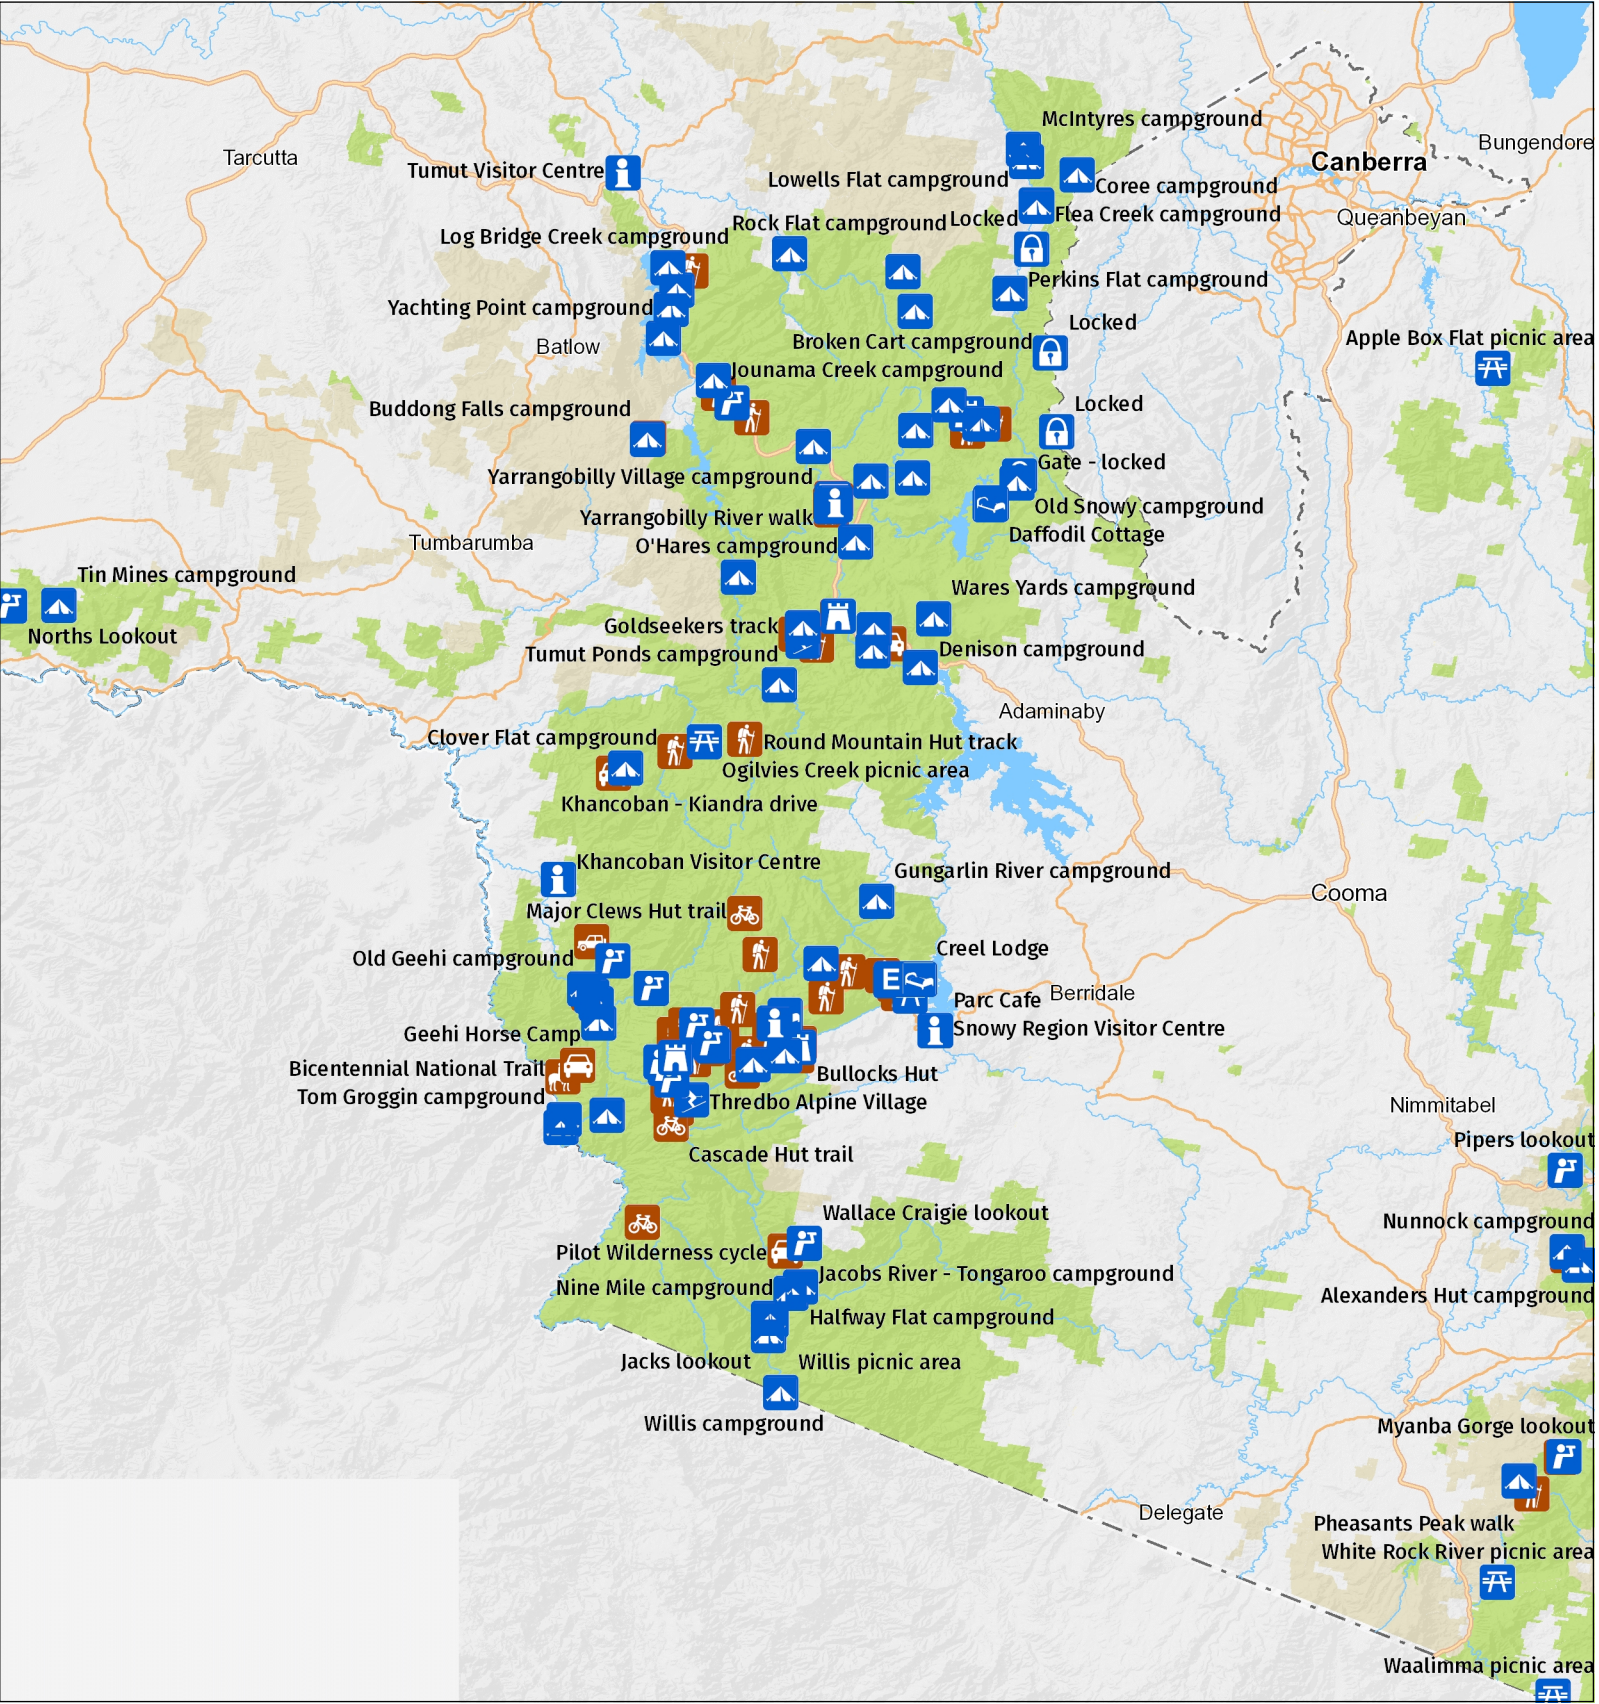 McIntyres campground
Bungendore
Tarcutta
Canberra
Tumut Visitor Centre
Lowells Flat campground
Coree campground
Flea Creek campground
Queanbeyan
Rock Flat campground
Locked
Log Bridge Creek campground
Perkins Flat campground
Yachting Point campground
Locked
Apple Box Flat picnic area
Broken Cart campground
Batlow
Jounama Creek campground
Locked
Buddong Falls campground
Gate - locked
Yarrangobilly Village campground
Old Snowy campground
Yarrangobilly River walk
Daffodil Cottage
Tumbarumba
O'Hares campground
Tin Mines campground
Wares Yards campground
Goldseekers track
Norths Lookout
Denison campground
Tumut Ponds campground
Adaminaby
Clover Flat campground
Round Mountain Hut track
Ogilvies Creek picnic area
Khancoban - Kiandra drive
Khancoban Visitor Centre
Gungarlin River campground
Cooma
Major Clews Hut trail
Creel Lodge
Old Geehi campground
E
Berridale
Parc Cafe
Snowy Region Visitor Centre
Geehi Horse Camp
Bicentennial National Trail
Bullocks Hut
Tom Groggin campground
Thredbo Alpine Village
Nimmitabel
Pipers lookout
Cascade Hut trail
Wallace Craigie lookout
Nunnock campground
Pilot Wilderness cycle
Jacobs River - Tongaroo campground
Nine Mile campground
Alexanders Hut campground
Halfway Flat campground
Jacks lookout
Willis picnic area
Willis campground
Myanba Gorge lookout
Delegate
Pheasants Peak walk
White Rock River picnic area
Waalimma picnic area